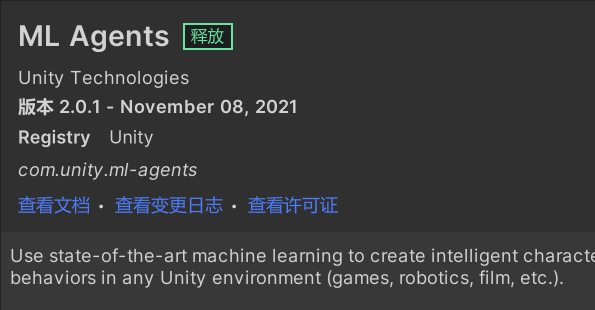 ML Agents 释放
Unity Technologies
版本 2.0.1 - November 08, 2021
Registry Unity
com.unity.ml-agents
查看文档 • 查看变更日志 • 查看许可证
Use state-of-the-art machine learning to create intelligent characte
behaviors in any Unity environment (games, robotics, film, etc.).